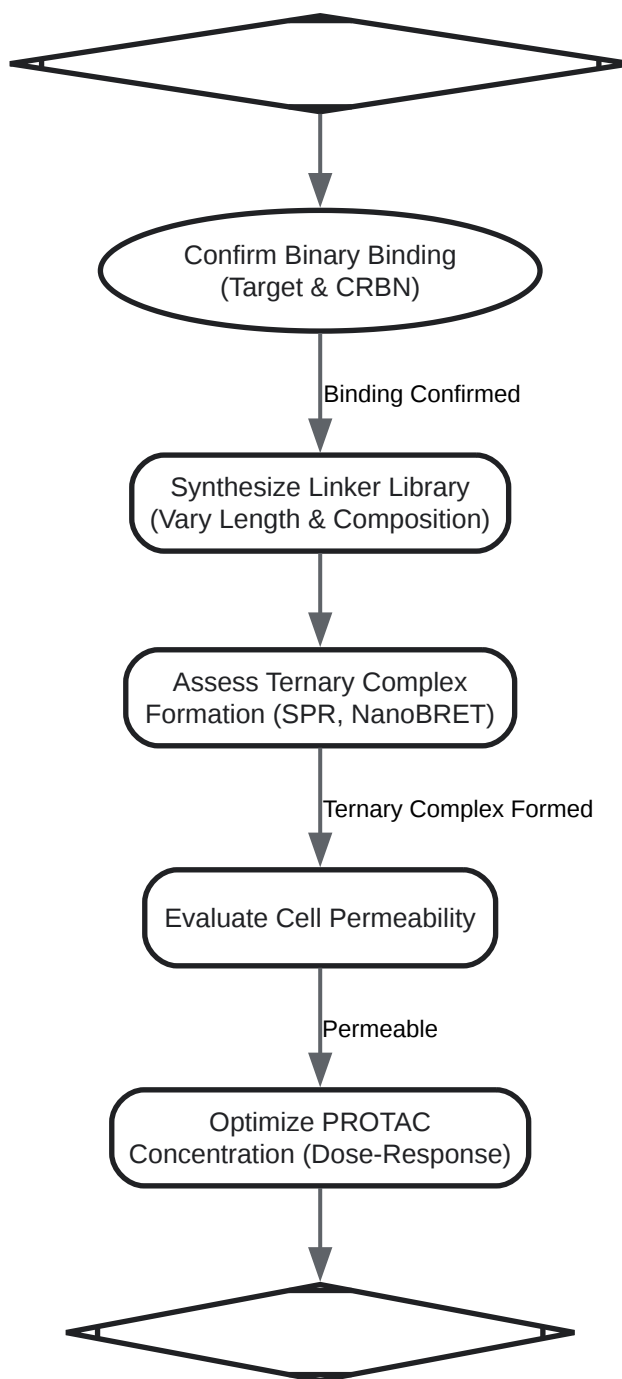 Confirm Binary Binding
(Target & CRBN)
Binding Confirmed
Synthesize Linker Library
(Vary Length & Composition)
Assess Ternary Complex
Formation (SPR, NanoBRET)
Ternary Complex Formed
Evaluate Cell Permeability
Permeable
Optimize PROTAC
Concentration (Dose-Response)